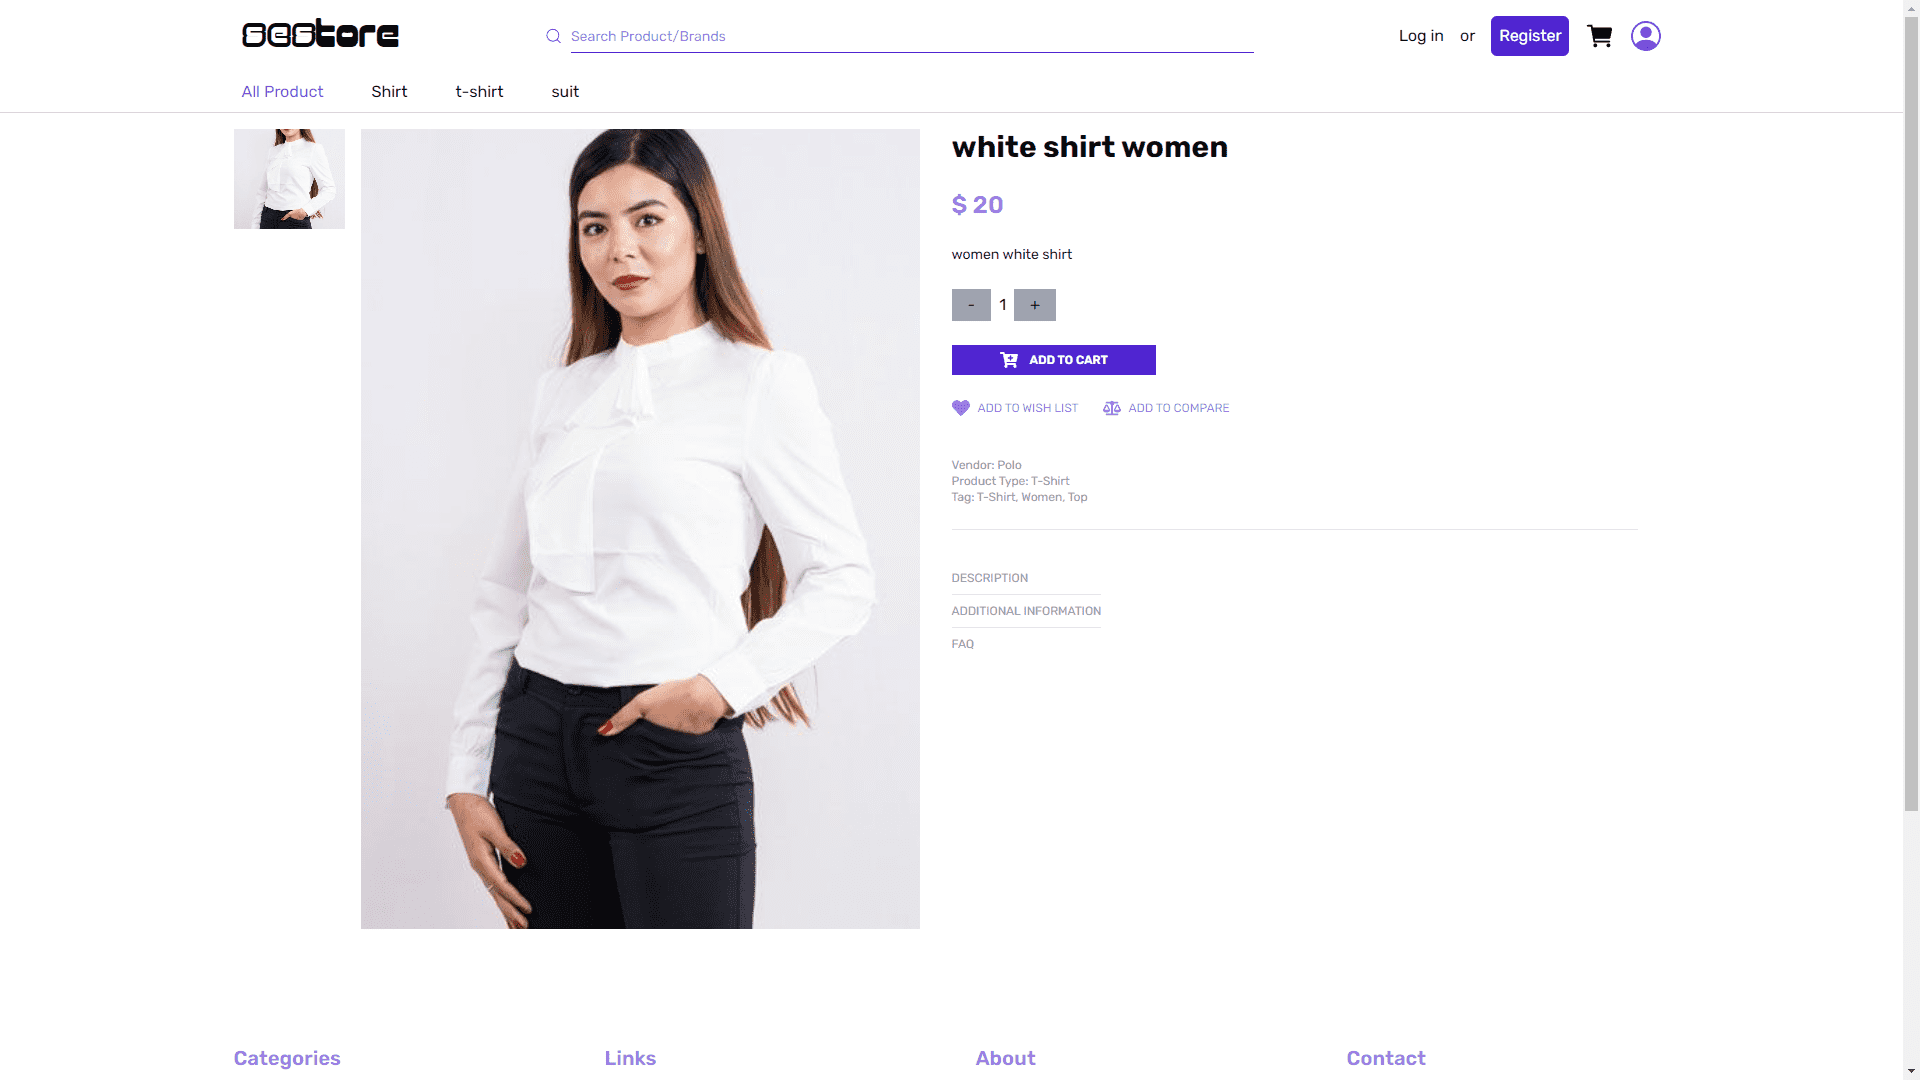 sestore
Search Product/Brands
Log in or Register
All Product Shirt t-shirt suit
white shirt women
$ 20
women white shirt
- 1 +
ADD TO CART
ADD TO WISH LIST ADD TO COMPARE
Vendor: Polo
Product Type: T-Shirt
Tag: T-Shirt, Women, Top
DESCRIPTION
ADDITIONAL INFORMATION
FAQ
Categories Links About Contact